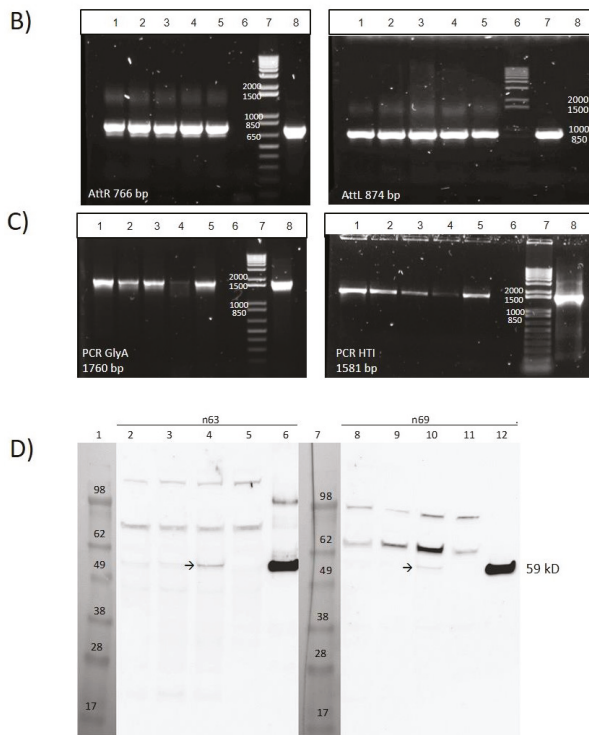 B)
1 2 3 4 5 6 7 8
2000
1500
1000
850
650
AttR 766 bp
1 2 3 4 5 6 7 8
2000
1500
1000
850
AttL 874 bp
C)
1 2 3 4 5 6 7 8
2000
1500
1000
850
PCR GlyA
1760 bp
1 2 3 4 5 6 7 8
2000
1500
1000
850
PCR HTI
1581 bp
D)
n63 n69
1 2 3 4 5 6 7 8 9 10 11 12
98
62
49
38
28
17
98
62
49
38
28
17
59 kD